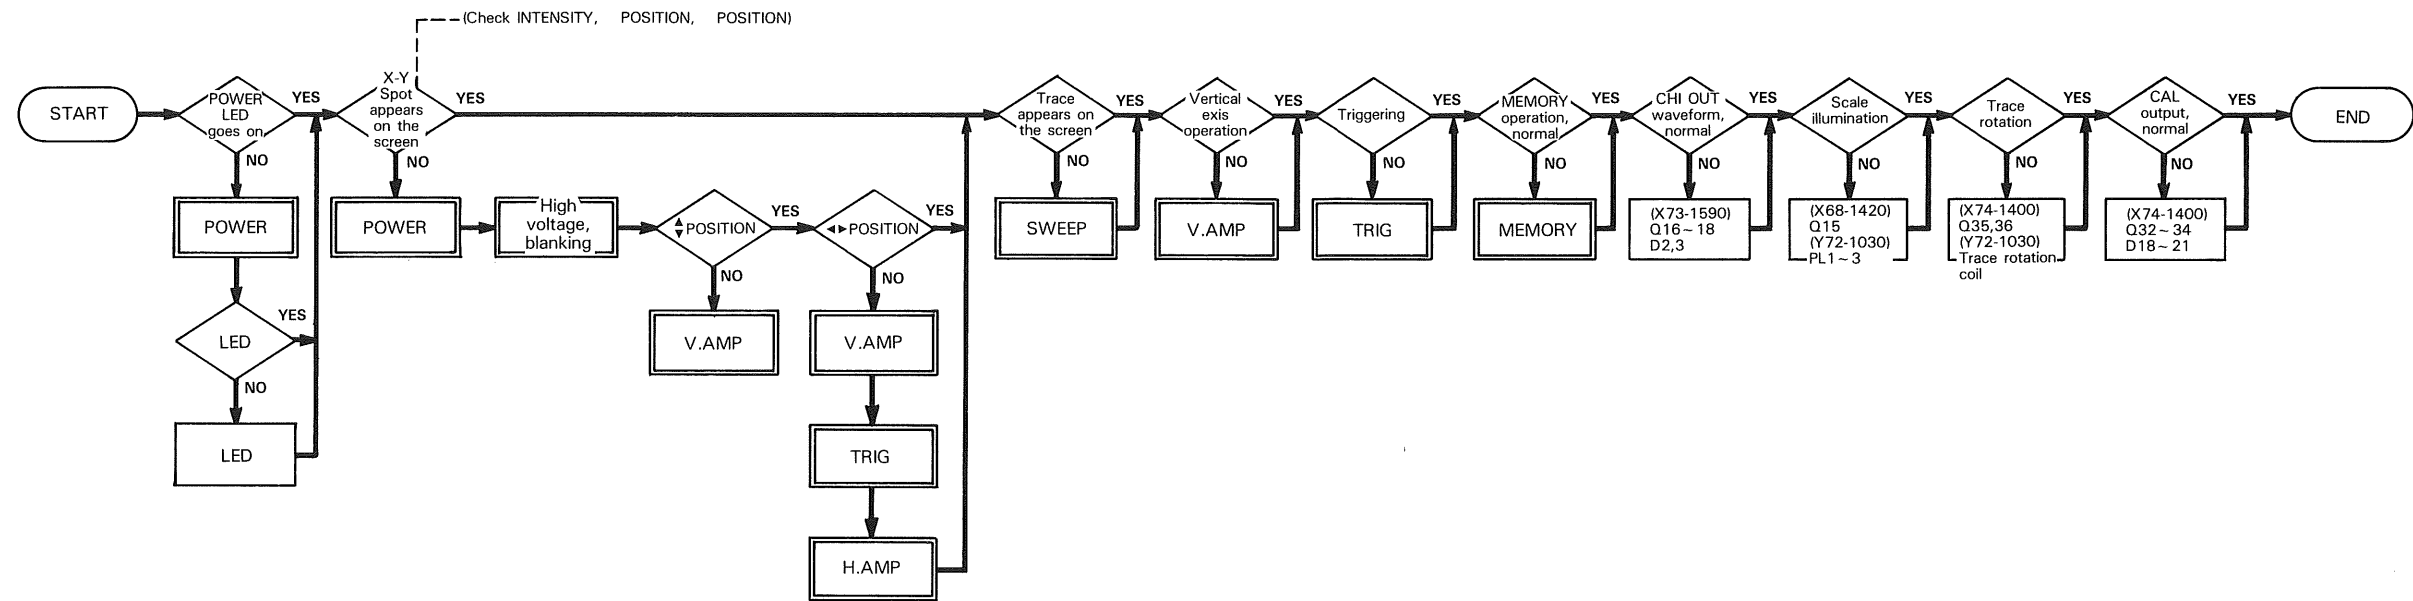 (Check INTENSITY, POSITION, POSITION)
START
POWER
LED
goes on
YES
NO
X-Y
Spot
appears
on the
screen
YES
NO
Trace
appears on
the screen
YES
NO
Vertical
exis
operation
YES
NO
Triggering
YES
NO
MEMORY
operation,
normal
YES
NO
CHI OUT
waveform,
normal
YES
NO
Scale
illumination
YES
NO
Trace
rotation
YES
NO
CAL
output,
normal
YES
NO
END
POWER
POWER
High
voltage,
blanking
▲▼ POSITION
YES
NO
◄► POSITION
YES
NO
SWEEP
V.AMP
TRIG
MEMORY
(X73-1590)
Q16~18
D2,3
(X68-1420)
Q15
(Y72-1030)
PL1~3
(X74-1400)
Q35,36
(Y72-1030)
Trace rotation
coil
(X74-1400)
Q32~34
D18~21
LED
YES
NO
V.AMP
V.AMP
LED
TRIG
H.AMP